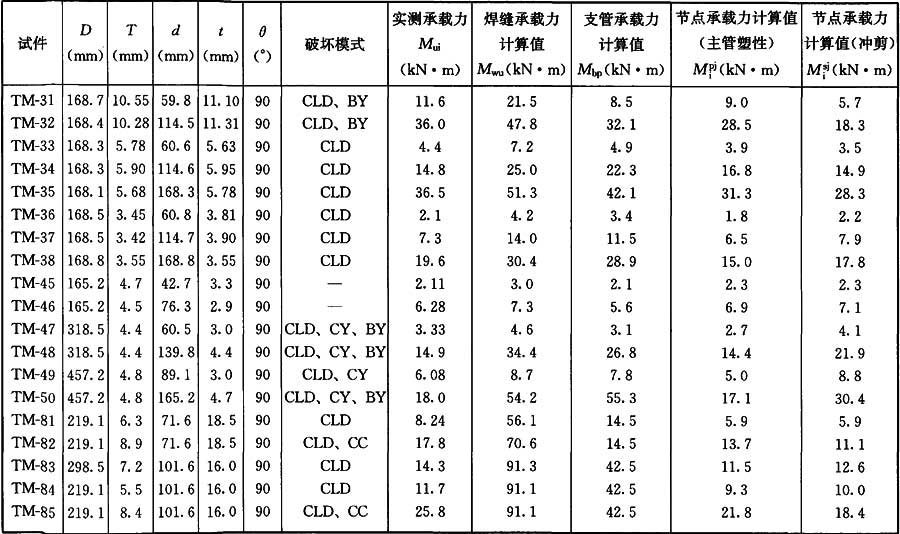 试件 D (mm) T (mm) d (mm) t (mm) θ (°) 破坏模式 实测承载力 Mui (kN·m) 焊缝承载力计算值 Mwu(kN·m) 支管承载力计算值 Mbp(kN·m) 节点承载力计算值(主管塑性) Mipj(kN·m) 节点承载力计算值(冲剪) Misj(kN·m)
TM-31 168.7 10.55 59.8 11.10 90 CLD、BY 11.6 21.5 8.5 9.0 5.7
TM-32 168.4 10.28 114.5 11.31 90 CLD、BY 36.0 47.8 32.1 28.5 18.3
TM-33 168.3 5.78 60.6 5.63 90 CLD 4.4 7.2 4.9 3.9 3.5
TM-34 168.3 5.90 114.6 5.95 90 CLD 14.8 25.0 22.3 16.8 14.9
TM-35 168.1 5.68 168.3 5.78 90 CLD 36.5 51.3 42.1 31.3 28.3
TM-36 168.5 3.45 60.8 3.81 90 CLD 2.1 4.2 3.4 1.8 2.2
TM-37 168.5 3.42 114.7 3.90 90 CLD 7.3 14.0 11.5 6.5 7.9
TM-38 168.8 3.55 168.8 3.55 90 CLD 19.6 30.4 28.9 15.0 17.8
TM-45 165.2 4.7 42.7 3.3 90 — 2.11 3.0 2.1 2.3 2.3
TM-46 165.2 4.5 76.3 2.9 90 — 6.28 7.3 5.6 6.9 7.1
TM-47 318.5 4.4 60.5 3.0 90 CLD、CY、BY 3.33 4.6 3.1 2.7 4.1
TM-48 318.5 4.4 139.8 4.4 90 CLD、CY、BY 14.9 34.4 26.8 14.4 21.9
TM-49 457.2 4.8 89.1 3.0 90 CLD、CY 6.08 8.7 7.8 5.0 8.8
TM-50 457.2 4.8 165.2 4.7 90 CLD、CY、BY 18.0 54.2 55.3 17.1 30.4
TM-81 219.1 6.3 71.6 18.5 90 CLD 8.24 56.1 14.5 5.9 5.9
TM-82 219.1 8.9 71.6 18.5 90 CLD、CC 17.8 70.6 14.5 13.7 11.1
TM-83 298.5 7.2 101.6 16.0 90 CLD 14.3 91.3 42.5 11.5 12.6
TM-84 219.1 5.5 101.6 16.0 90 CLD 11.7 91.1 42.5 9.3 10.0
TM-85 219.1 8.4 101.6 16.0 90 CLD、CC 25.8 91.1 42.5 21.8 18.4